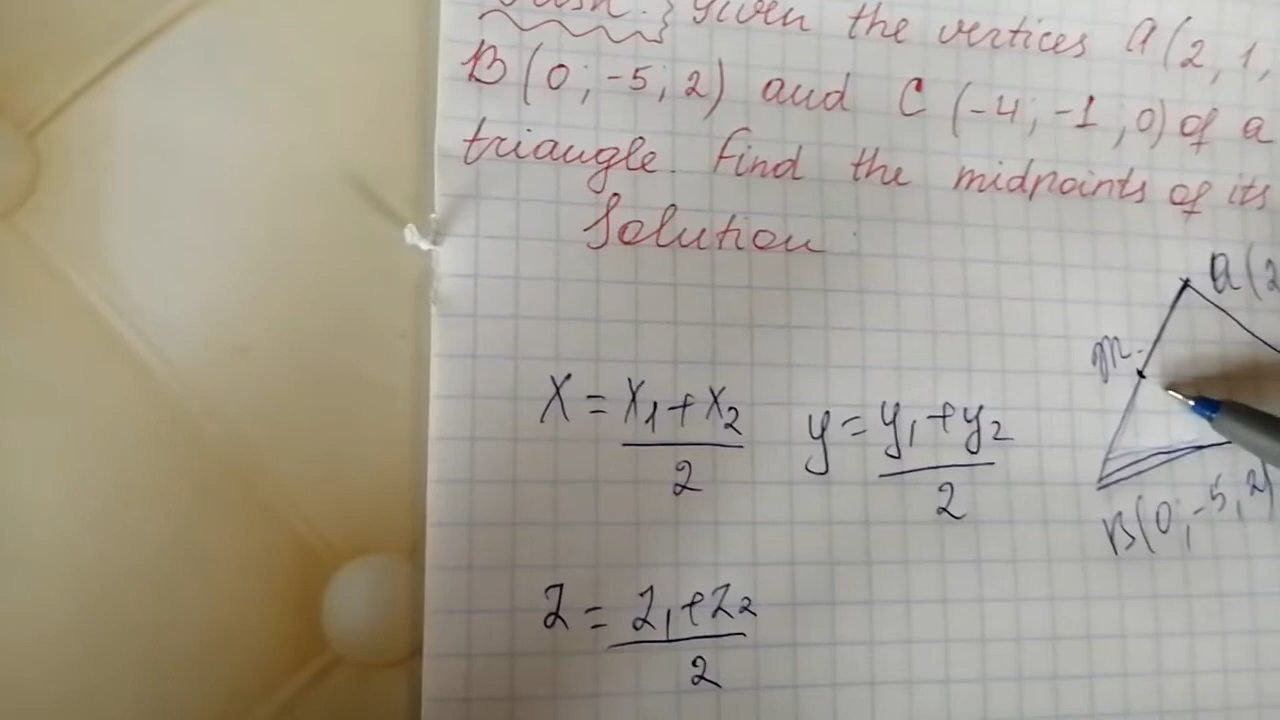 given the vertices A(2, 1,
B(0; -5; 2) and C (-4; -1; 0) of a
triangle. Find the midpoints of its
Solution
A(2
M
X = X1 + X2 / 2 y = y1 + y2 / 2
B(0; -5, 2)
Z = Z1 + Z2 / 2